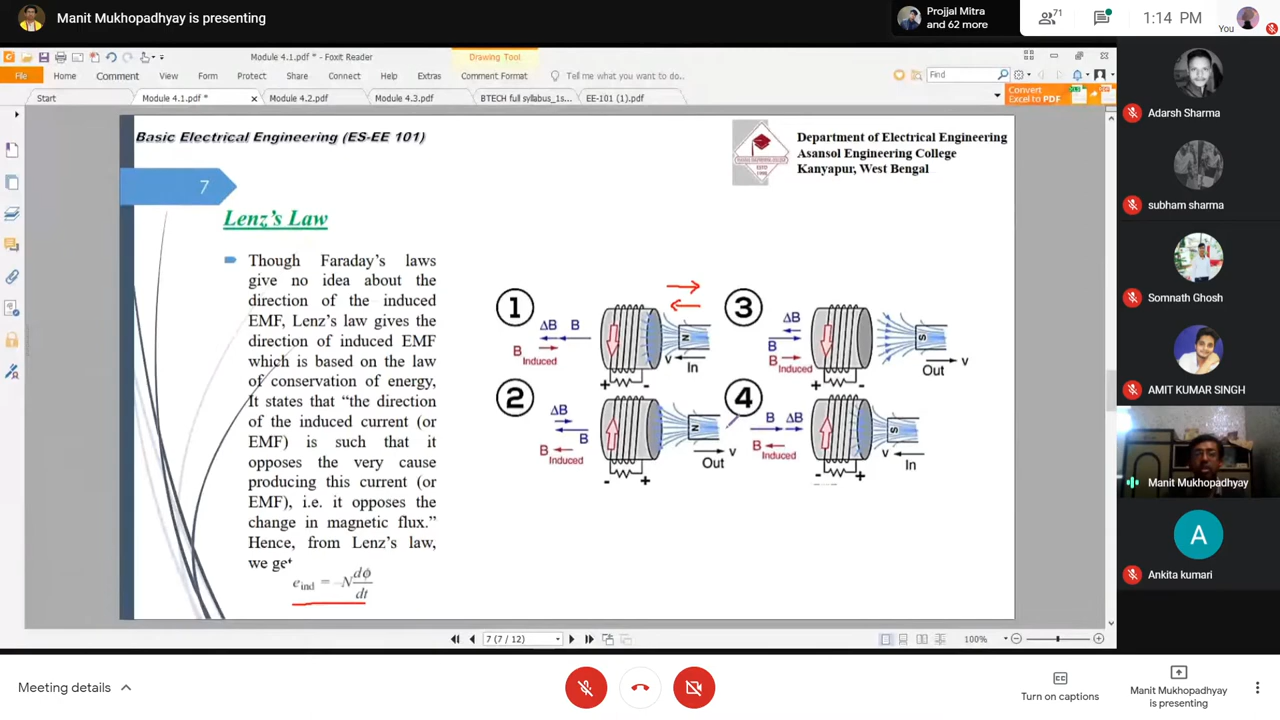 Manit Mukhopadhyay is presenting
Projjal Mitra
and 62 more
71
1:14 PM
You
Module 4.1.pdf * - Foxit Reader
Drawing Tool
File
Home
Comment
View
Form
Protect
Share
Connect
Help
Extras
Comment Format
Tell me what you want to do..
Find
Start
Module 4.1.pdf *
Module 4.2.pdf
Module 4.3.pdf
BTECH full syllabus_1s...
EE-101 (1).pdf
Convert
Excel to PDF
Basic Electrical Engineering (ES-EE 101)
Department of Electrical Engineering
Asansol Engineering College
Kanyapur, West Bengal
7
Lenz's Law
Though Faraday's laws
give no idea about the
direction of the induced
EMF, Lenz's law gives the
direction of induced EMF
which is based on the law
of conservation of energy,
It states that “the direction
of the induced current (or
EMF) is such that it
opposes the very cause
producing this current (or
EMF), i.e. it opposes the
change in magnetic flux.”
Hence, from Lenz's law,
we get
e ind = -N dϕ/dt
1
ΔB B
B
Induced
N
v
In
+ -
2
ΔB
B
B
Induced
N
v
Out
- +
3
ΔB
B
B
Induced
S
v
Out
+ -
4
B ΔB
B
Induced
S
v
In
- +
7 (7 / 12)
100%
Adarsh Sharma
subham sharma
Somnath Ghosh
AMIT KUMAR SINGH
Manit Mukhopadhyay
A
Ankita kumari
Meeting details
Turn on captions
Manit Mukhopadhyay
is presenting